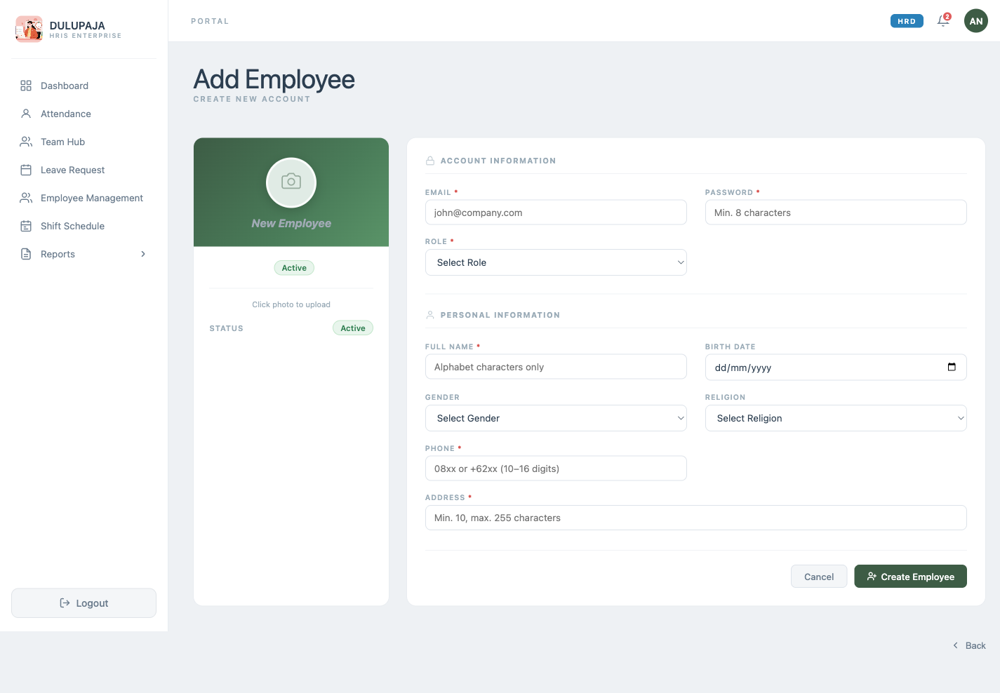 DULUPAJA
HRIS ENTERPRISE
Dashboard
Attendance
Team Hub
Leave Request
Employee Management
Shift Schedule
Reports
Logout
PORTAL
HRD
2
AN
Add Employee
CREATE NEW ACCOUNT
New Employee
Active
Click photo to upload
STATUS Active
ACCOUNT INFORMATION
EMAIL * PASSWORD *
john@company.com Min. 8 characters
ROLE *
Select Role
PERSONAL INFORMATION
FULL NAME * BIRTH DATE
Alphabet characters only dd/mm/yyyy
GENDER RELIGION
Select Gender Select Religion
PHONE *
08xx or +62xx (10–16 digits)
ADDRESS *
Min. 10, max. 255 characters
Cancel Create Employee
Back